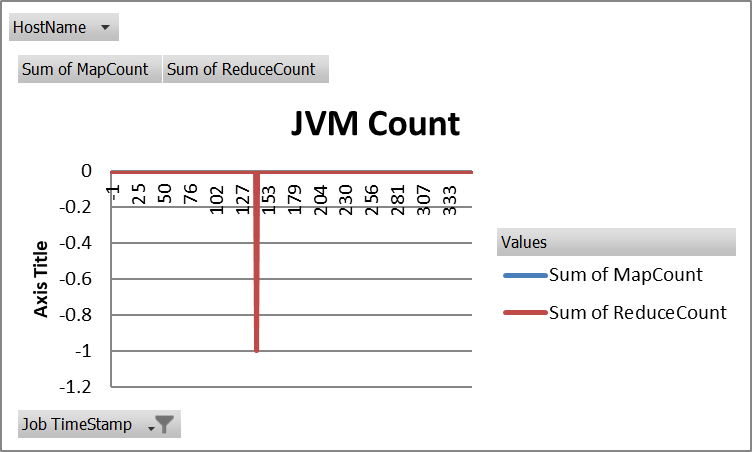 HostName
Sum of MapCount Sum of ReduceCount
JVM Count
0
-0.2
-0.4
-0.6
-0.8
-1
-1.2
Axis Title
-1 25 50 76 102 127 153 179 204 230 256 281 307 333
Values
Sum of MapCount
Sum of ReduceCount
Job TimeStamp